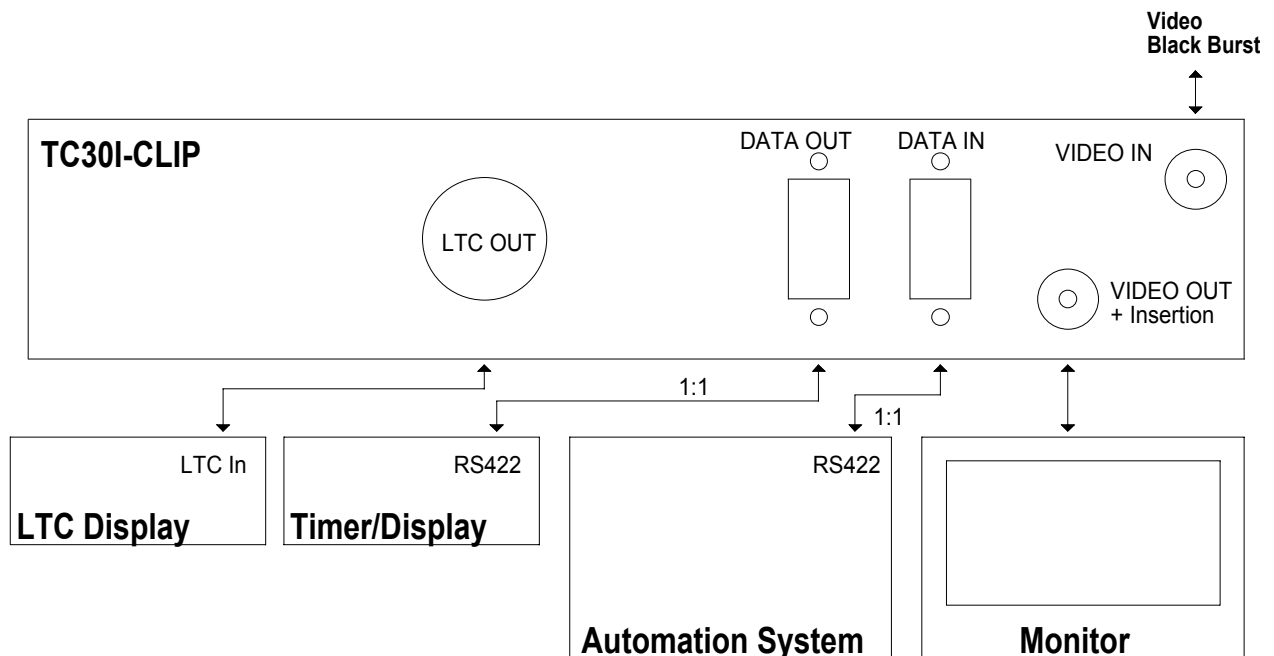 Video
Black Burst
TC30I-CLIP
DATA OUT
DATA IN
VIDEO IN
LTC OUT
VIDEO OUT
+ Insertion
1:1
1:1
LTC In
RS422
RS422
LTC Display
Timer/Display
Automation System
Monitor